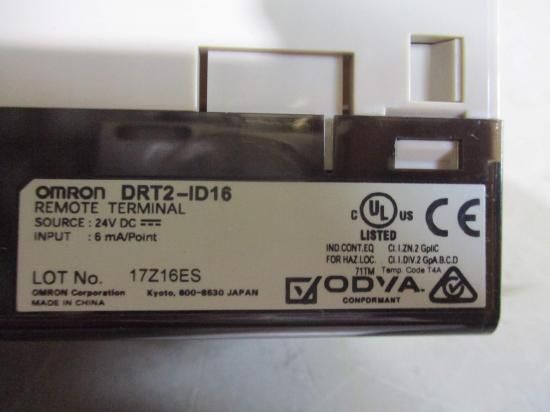 OMRON DRT2-ID16
REMOTE TERMINAL
SOURCE : 24V DC
INPUT : 6 mA/Point
LOT No. 17Z16ES
OMRON Corporation Kyoto, 600-8530 JAPAN
MADE IN CHINA
C UL US
LISTED
CE
IND CONT.EQ Cl.I.ZN.2 GpIIC
FOR HAZ.LOC. Cl.I.DIV.2 GpA.B.C.D
71TM Temp. Code T4A
ODVA
CONFORMANT